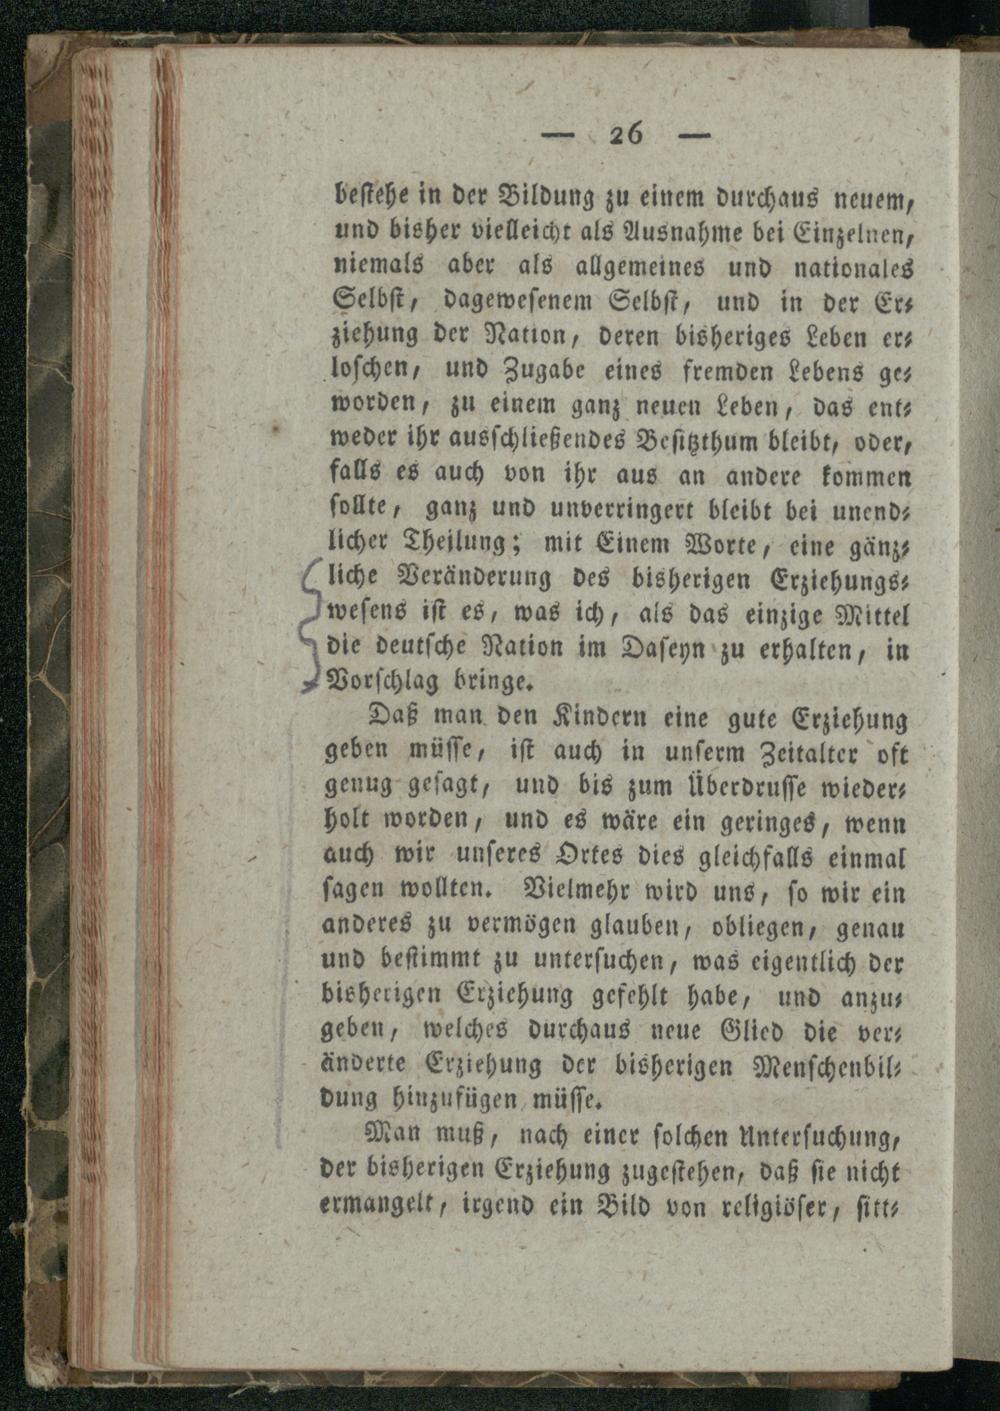 — 26 —
bestehe in der Bildung zu einem durchaus neuem,
und bisher vielleicht als Ausnahme bei Einzelnen,
niemals aber als allgemeines und nationales
Selbst, dagewesenem Selbst, und in der Er-
ziehung der Nation, deren bisheriges Leben er-
loschen, und Zugabe eines fremden Lebens ge-
worden, zu einem ganz neuen Leben, das ent-
weder ihr ausschließendes Besitzthum bleibt, oder,
falls es auch von ihr aus an andere kommen
sollte, ganz und unverringert bleibt bei unend-
licher Theilung; mit Einem Worte, eine gänz-
liche Veränderung des bisherigen Erziehungs-
wesens ist es, was ich, als das einzige Mittel
die deutsche Nation im Daseyn zu erhalten, in
Vorschlag bringe.
Daß man den Kindern eine gute Erziehung
geben müsse, ist auch in unserm Zeitalter oft
genug gesagt, und bis zum Überdrusse wieder-
holt worden, und es wäre ein geringes, wenn
auch wir unseres Ortes dies gleichfalls einmal
sagen wollten. Vielmehr wird uns, so wir ein
anderes zu vermögen glauben, obliegen, genau
und bestimmt zu untersuchen, was eigentlich der
bisherigen Erziehung gefehlt habe, und anzu-
geben, welches durchaus neue Glied die ver-
änderte Erziehung der bisherigen Menschenbil-
dung hinzufügen müsse.
Man muß, nach einer solchen Untersuchung,
der bisherigen Erziehung zugestehen, daß sie nicht
ermangelt, irgend ein Bild von religiöser, sitt-